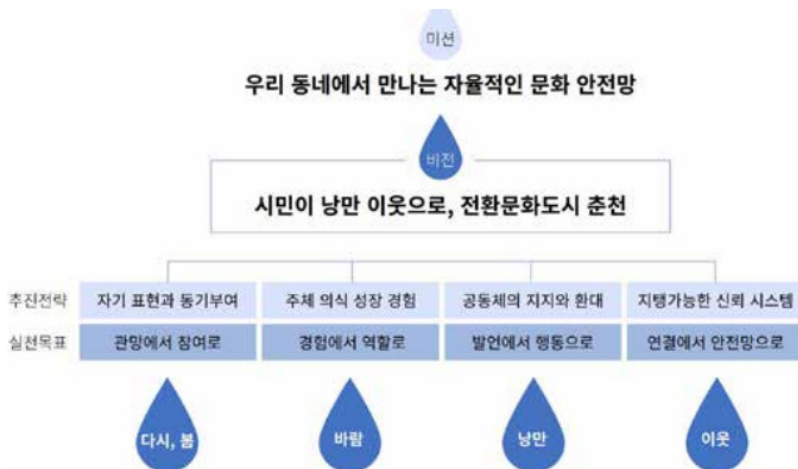 미션
우리 동네에서 만나는 자율적인 문화 안전망
비전
시민이 낭만 이웃으로, 전환문화도시 춘천
추진전략 자기 표현과 동기부여 주체 의식 성장 경험 공동체의 지지와 환대 지탱가능한 신뢰 시스템
실천목표 관망에서 참여로 경험에서 역할로 발언에서 행동으로 연결에서 안전망으로
다시, 봄 바람 낭만 이웃